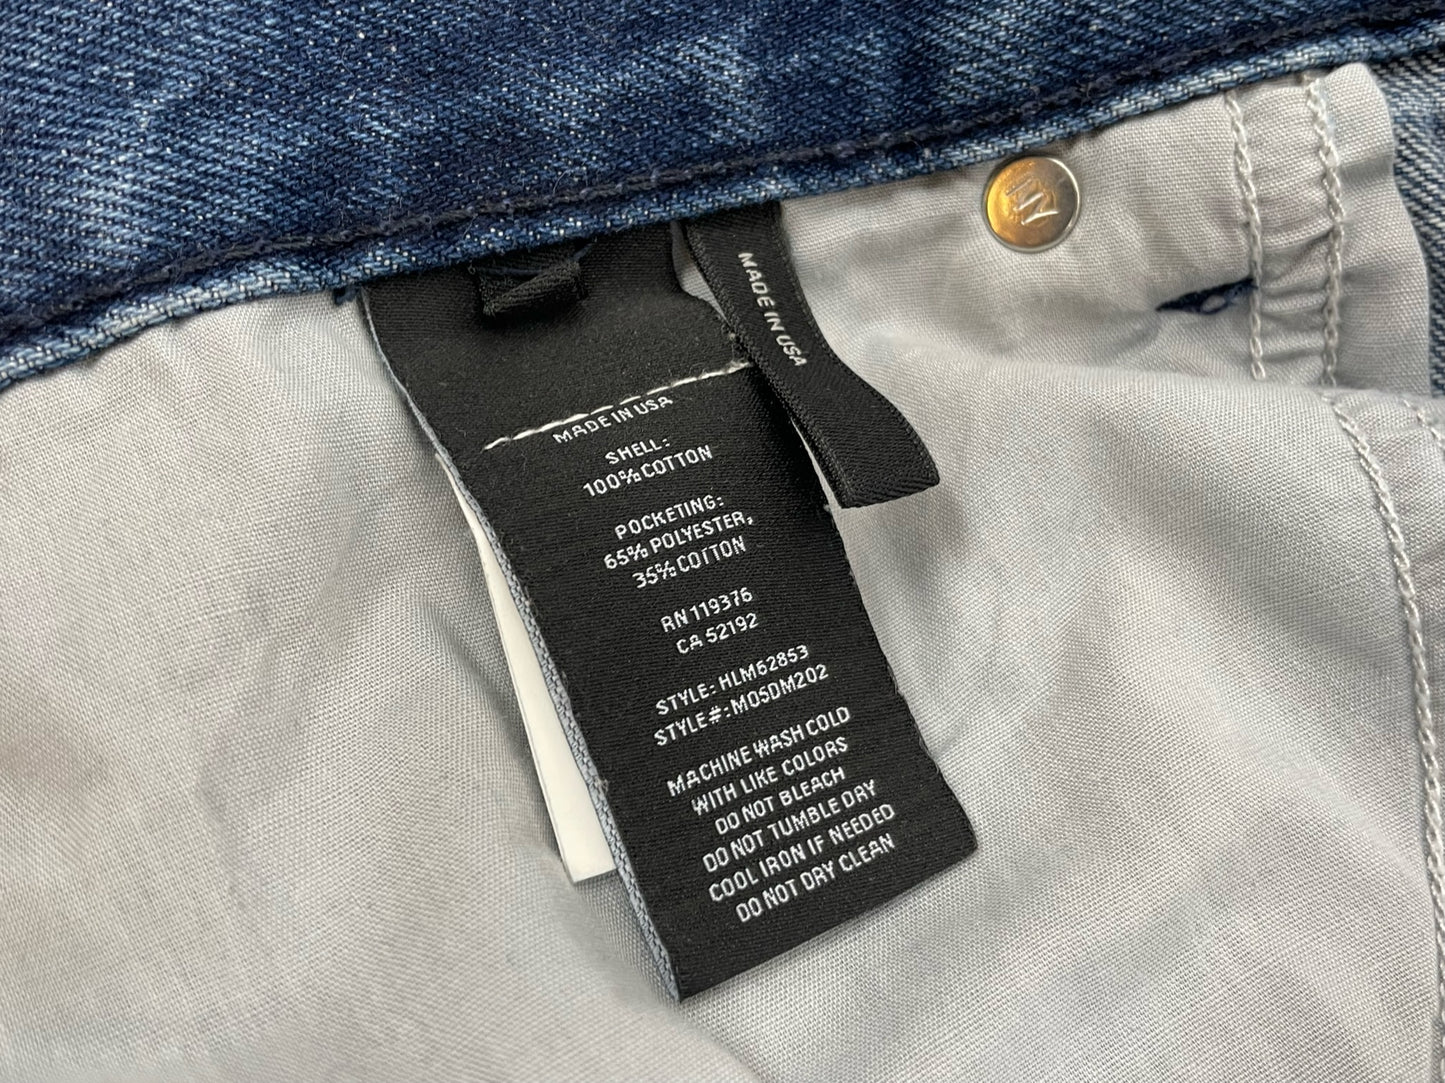 MADE IN USA
MADE IN USA
SHELL:
100% COTTON
POCKETING:
65% POLYESTER,
35% COTTON
RN 119376
CA 52192
STYLE: HLM62853
STYLE#: M05DM202
MACHINE WASH COLD
WITH LIKE COLORS
DO NOT BLEACH
DO NOT TUMBLE DRY
COOL IRON IF NEEDED
DO NOT DRY CLEAN